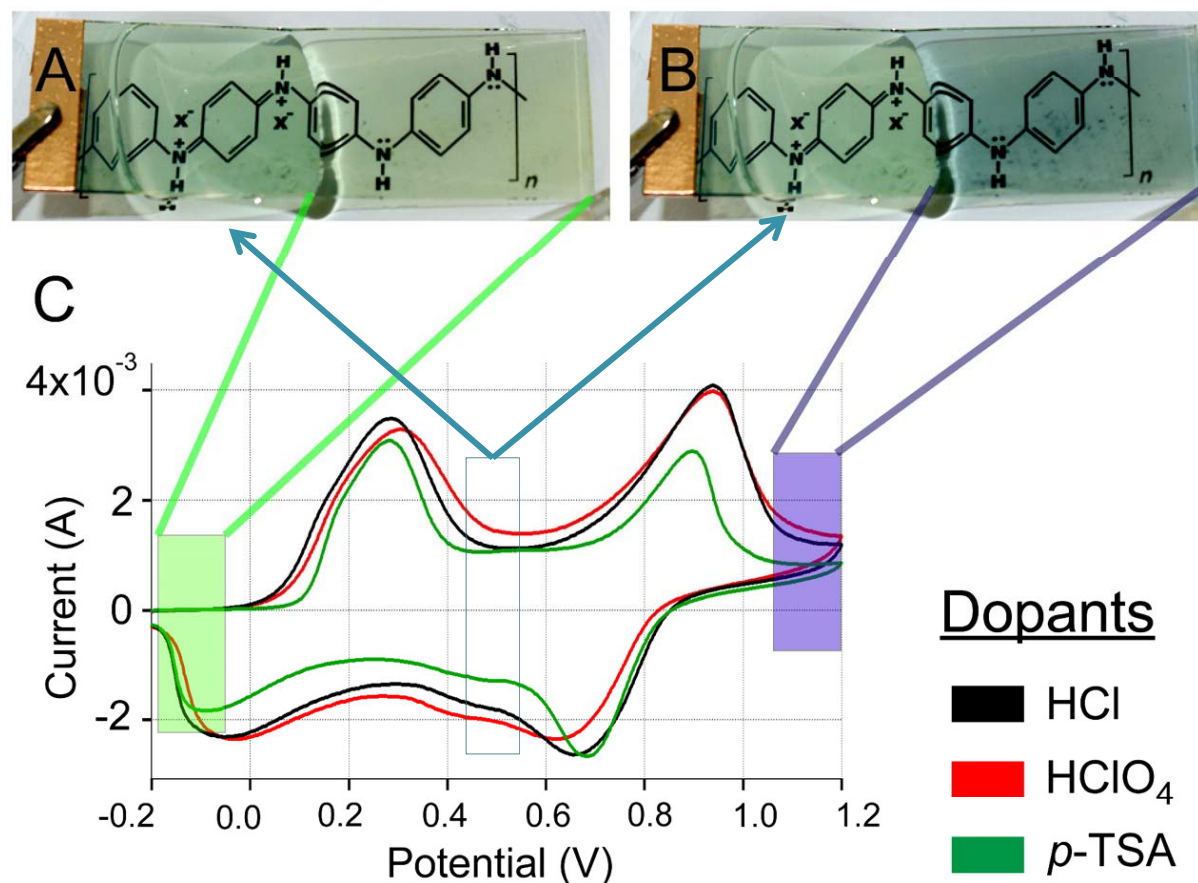 A
B
H
N
+
X⁻
X⁻
+
N
H
N
H
H
N
n
H
N
+
X⁻
X⁻
+
N
H
N
H
H
N
n
C
4x10⁻³
2
0
-2
Current (A)
-0.2 0.0 0.2 0.4 0.6 0.8 1.0 1.2
Potential (V)
Dopants
HCl
HClO₄
p-TSA